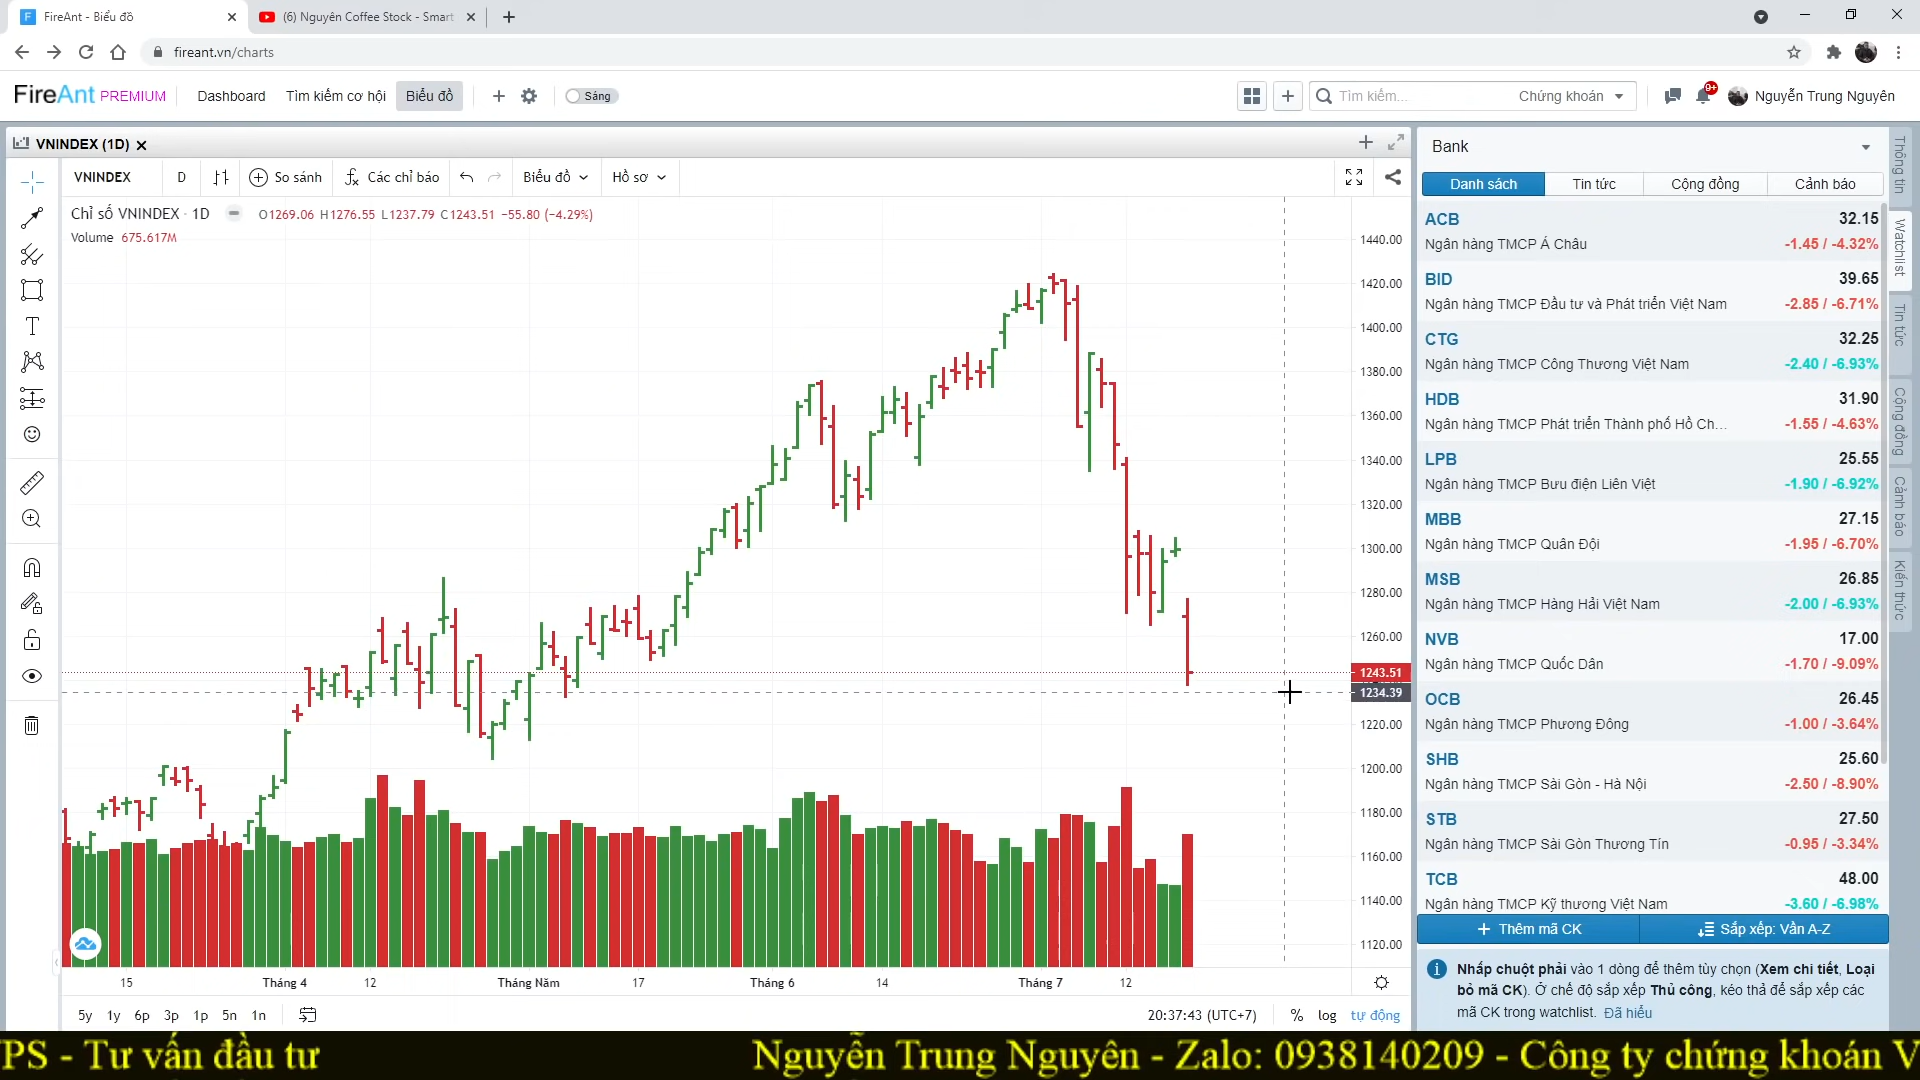 FireAnt - Biểu đồ
(6) Nguyên Coffee Stock - Smart
fireant.vn/charts
FireAnt PREMIUM
Dashboard
Tìm kiếm cơ hội
Biểu đồ
Sáng
Tìm kiếm...
Chứng khoán
9+
Nguyễn Trung Nguyên
VNINDEX (1D)
VNINDEX
D
So sánh
Các chỉ báo
Biểu đồ
Hồ sơ
Chỉ số VNINDEX · 1D
O1269.06 H1276.55 L1237.79 C1243.51 −55.80 (−4.29%)
Volume 675.617M
1440.00
1420.00
1400.00
1380.00
1360.00
1340.00
1320.00
1300.00
1280.00
1260.00
1243.51
1234.39
1220.00
1200.00
1180.00
1160.00
1140.00
1120.00
15
Tháng 4
12
Tháng Năm
17
Tháng 6
14
Tháng 7
12
5y 1y 6p 3p 1p 5n 1n
20:37:43 (UTC+7)
%
log
tự động
Bank
Danh sách
Tin tức
Cộng đồng
Cảnh báo
ACB 32.15
Ngân hàng TMCP Á Châu -1.45 / -4.32%
BID 39.65
Ngân hàng TMCP Đầu tư và Phát triển Việt Nam -2.85 / -6.71%
CTG 32.25
Ngân hàng TMCP Công Thương Việt Nam -2.40 / -6.93%
HDB 31.90
Ngân hàng TMCP Phát triển Thành phố Hồ Ch... -1.55 / -4.63%
LPB 25.55
Ngân hàng TMCP Bưu điện Liên Việt -1.90 / -6.92%
MBB 27.15
Ngân hàng TMCP Quân Đội -1.95 / -6.70%
MSB 26.85
Ngân hàng TMCP Hàng Hải Việt Nam -2.00 / -6.93%
NVB 17.00
Ngân hàng TMCP Quốc Dân -1.70 / -9.09%
OCB 26.45
Ngân hàng TMCP Phương Đông -1.00 / -3.64%
SHB 25.60
Ngân hàng TMCP Sài Gòn - Hà Nội -2.50 / -8.90%
STB 27.50
Ngân hàng TMCP Sài Gòn Thương Tín -0.95 / -3.34%
TCB 48.00
Ngân hàng TMCP Kỹ thương Việt Nam -3.60 / -6.98%
Thêm mã CK
Sắp xếp: Vần A-Z
Nhấp chuột phải vào 1 dòng để thêm tùy chọn (Xem chi tiết, Loại
bỏ mã CK). Ở chế độ sắp xếp Thủ công, kéo thả để sắp xếp các
mã CK trong watchlist. Đã hiểu
Thông tin
Watchlist
Tin tức
Cộng đồng
Cảnh báo
Kiến thức
PS - Tư vấn đầu tư
Nguyễn Trung Nguyên - Zalo: 0938140209 - Công ty chứng khoán V